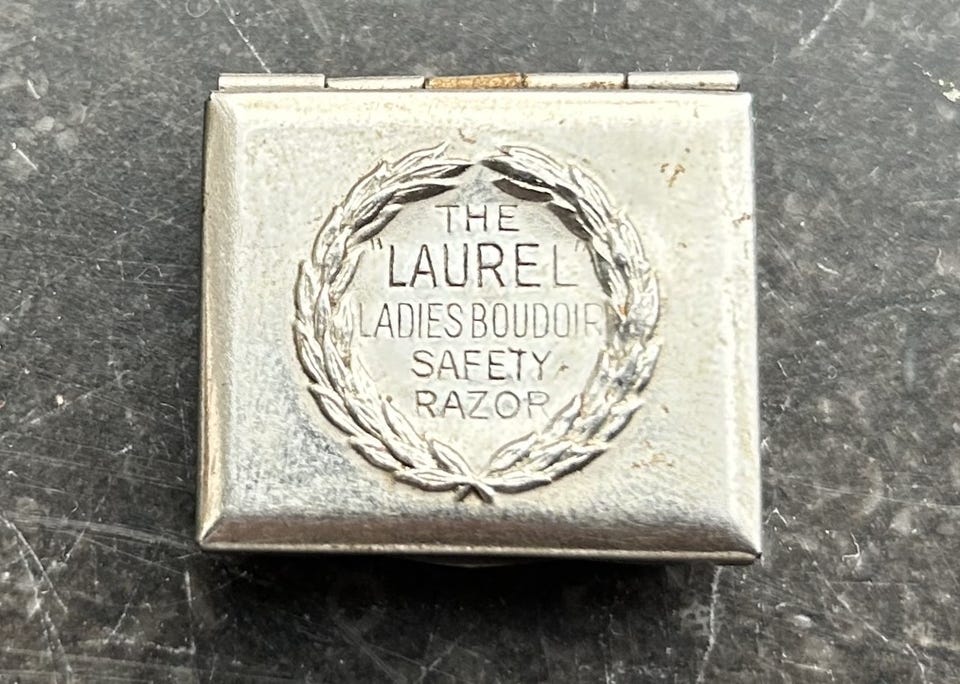 THE
"LAUREL"
LADIES BOUDOIR
SAFETY
RAZOR